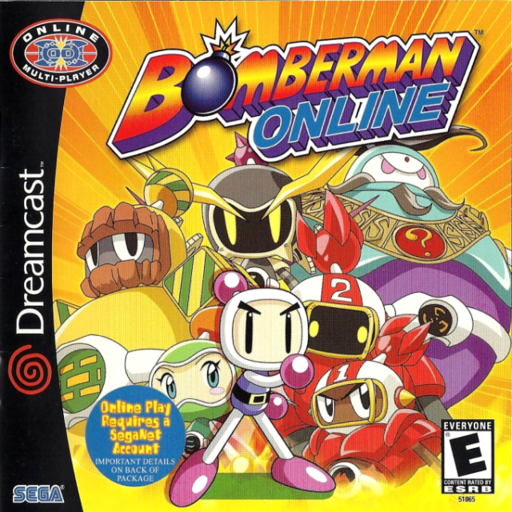 ONLINE
MULTI-PLAYER
BOMBERMAN
TM
ONLINE
Dreamcast
2
1
?
Online Play
Requires a
SegaNet
Account
IMPORTANT DETAILS
ON BACK OF
PACKAGE
SEGA
EVERYONE
E
CONTENT RATED BY
ESRB
51065